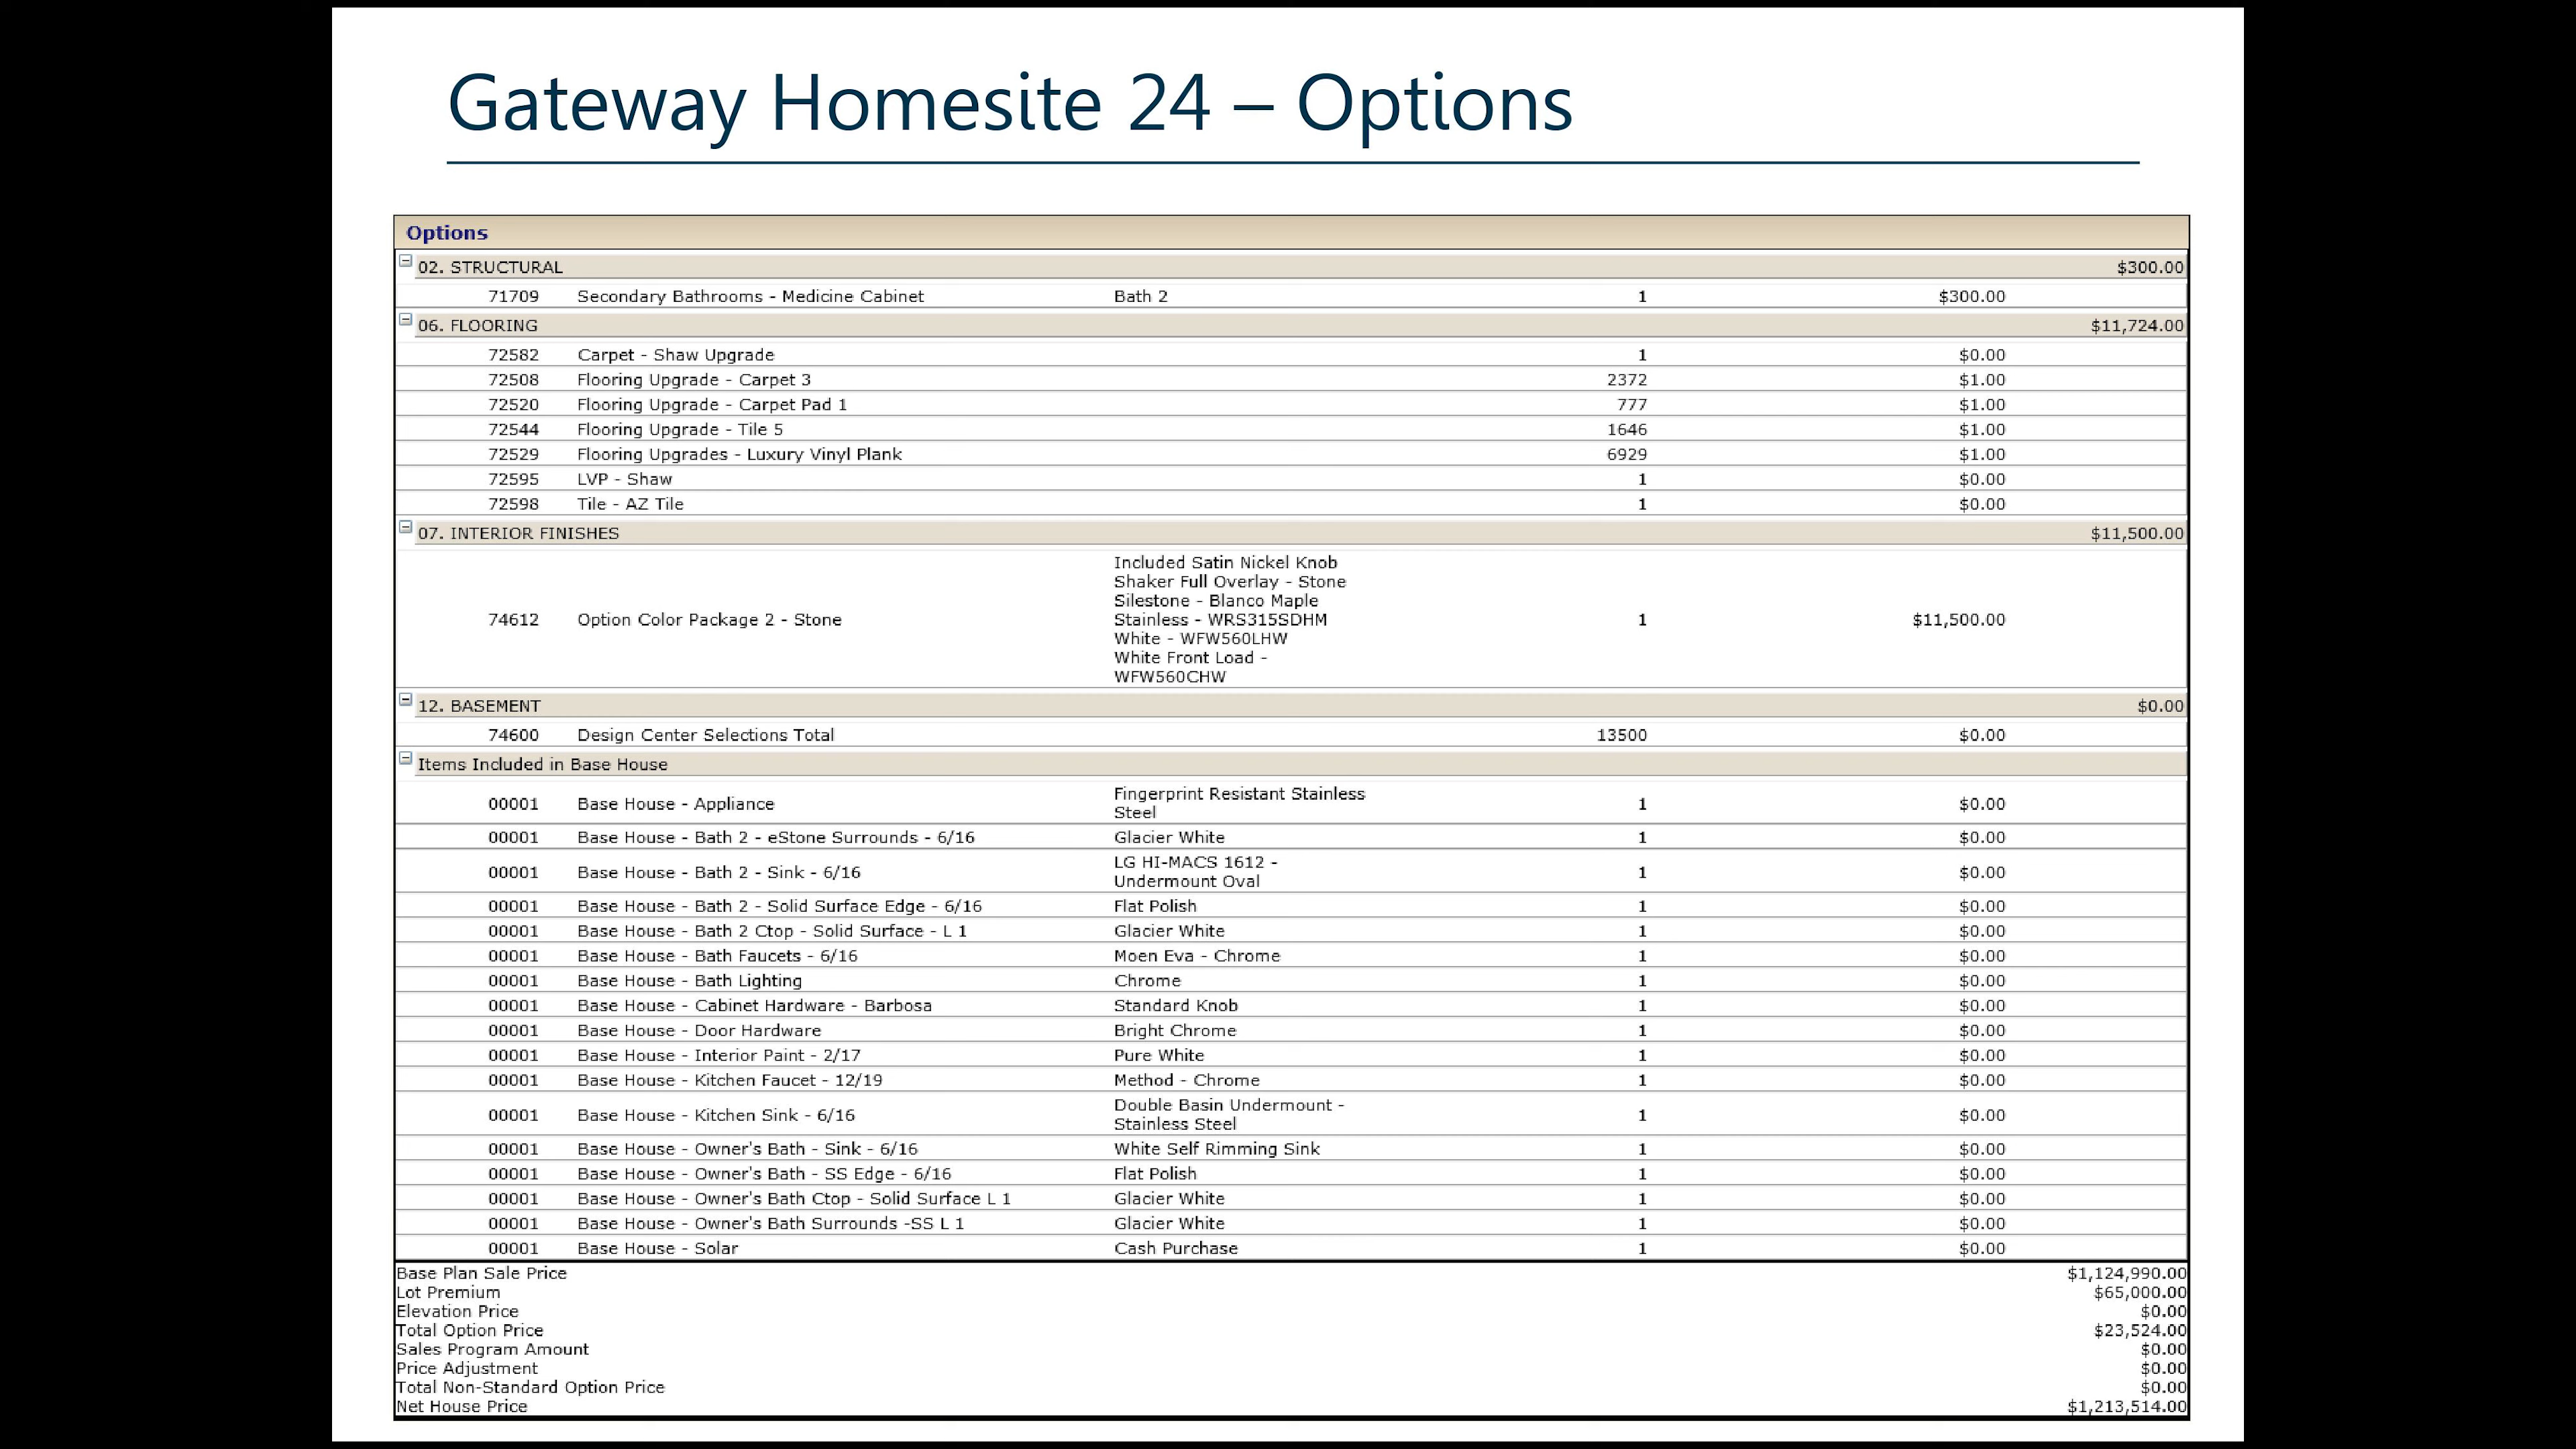 Gateway Homesite 24 – Options
Options
02. STRUCTURAL $300.00
71709 Secondary Bathrooms - Medicine Cabinet Bath 2 1 $300.00
06. FLOORING $11,724.00
72582 Carpet - Shaw Upgrade 1 $0.00
72508 Flooring Upgrade - Carpet 3 2372 $1.00
72520 Flooring Upgrade - Carpet Pad 1 777 $1.00
72544 Flooring Upgrade - Tile 5 1646 $1.00
72529 Flooring Upgrades - Luxury Vinyl Plank 6929 $1.00
72595 LVP - Shaw 1 $0.00
72598 Tile - AZ Tile 1 $0.00
07. INTERIOR FINISHES $11,500.00
Included Satin Nickel Knob
Shaker Full Overlay - Stone
Silestone - Blanco Maple
74612 Option Color Package 2 - Stone Stainless - WRS315SDHM 1 $11,500.00
White - WFW560LHW
White Front Load -
WFW560CHW
12. BASEMENT $0.00
74600 Design Center Selections Total 13500 $0.00
Items Included in Base House
00001 Base House - Appliance Fingerprint Resistant Stainless 1 $0.00
Steel
00001 Base House - Bath 2 - eStone Surrounds - 6/16 Glacier White 1 $0.00
00001 Base House - Bath 2 - Sink - 6/16 LG HI-MACS 1612 - 1 $0.00
Undermount Oval
00001 Base House - Bath 2 - Solid Surface Edge - 6/16 Flat Polish 1 $0.00
00001 Base House - Bath 2 Ctop - Solid Surface - L 1 Glacier White 1 $0.00
00001 Base House - Bath Faucets - 6/16 Moen Eva - Chrome 1 $0.00
00001 Base House - Bath Lighting Chrome 1 $0.00
00001 Base House - Cabinet Hardware - Barbosa Standard Knob 1 $0.00
00001 Base House - Door Hardware Bright Chrome 1 $0.00
00001 Base House - Interior Paint - 2/17 Pure White 1 $0.00
00001 Base House - Kitchen Faucet - 12/19 Method - Chrome 1 $0.00
00001 Base House - Kitchen Sink - 6/16 Double Basin Undermount - 1 $0.00
Stainless Steel
00001 Base House - Owner's Bath - Sink - 6/16 White Self Rimming Sink 1 $0.00
00001 Base House - Owner's Bath - SS Edge - 6/16 Flat Polish 1 $0.00
00001 Base House - Owner's Bath Ctop - Solid Surface L 1 Glacier White 1 $0.00
00001 Base House - Owner's Bath Surrounds -SS L 1 Glacier White 1 $0.00
00001 Base House - Solar Cash Purchase 1 $0.00
Base Plan Sale Price $1,124,990.00
Lot Premium $65,000.00
Elevation Price $0.00
Total Option Price $23,524.00
Sales Program Amount $0.00
Price Adjustment $0.00
Total Non-Standard Option Price $0.00
Net House Price $1,213,514.00